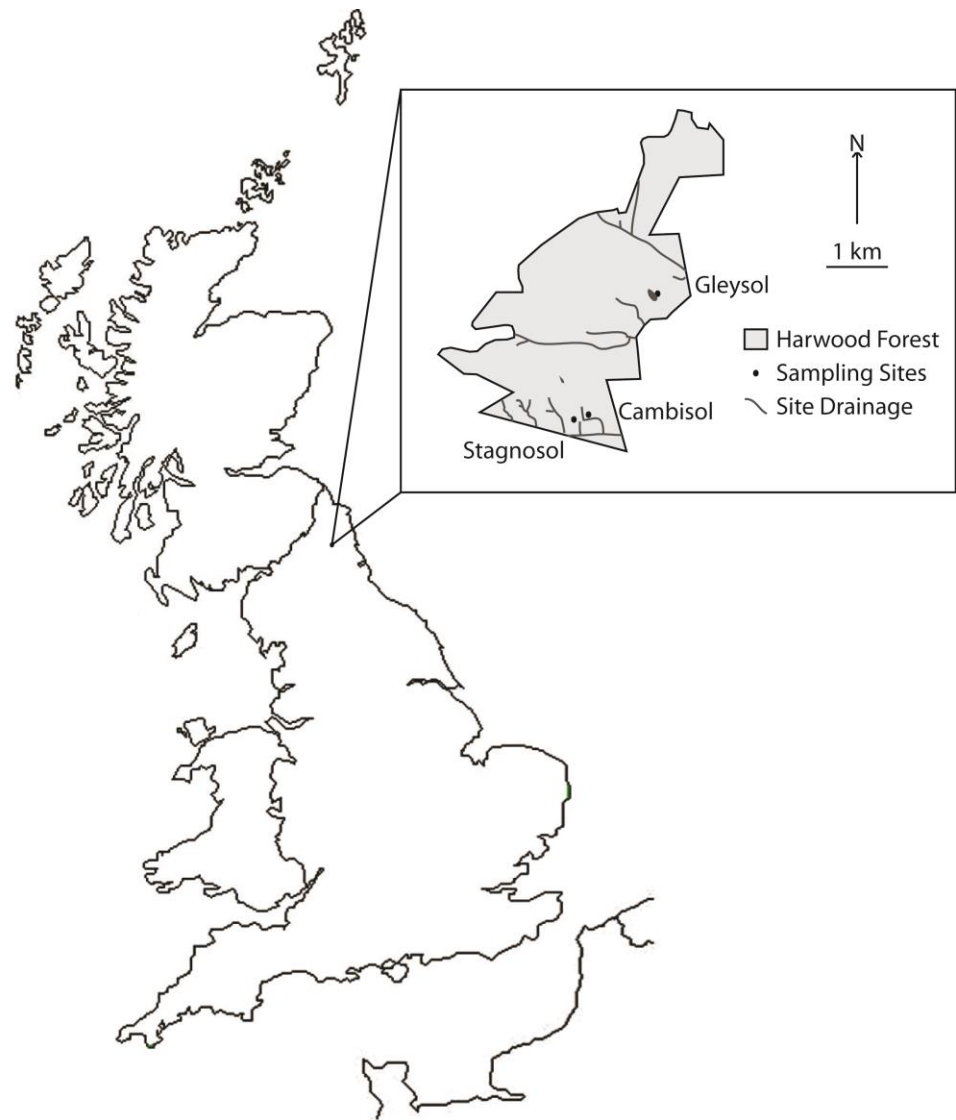 N
1 km
Gleysol
Harwood Forest
Sampling Sites
Site Drainage
Cambisol
Stagnosol